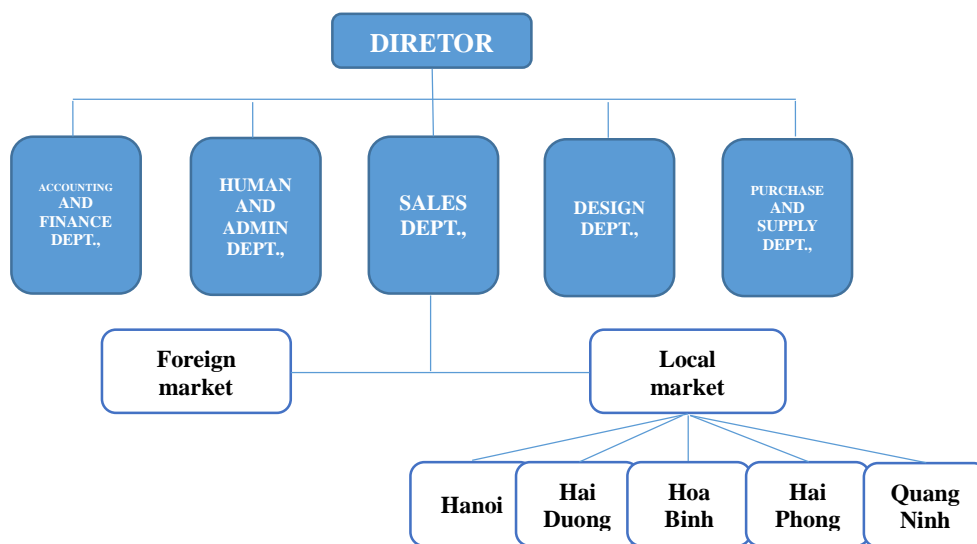 DIRETOR
ACCOUNTING
AND
FINANCE
DEPT.,
HUMAN
AND
ADMIN
DEPT.,
SALES
DEPT.,
DESIGN
DEPT.,
PURCHASE
AND
SUPPLY
DEPT.,
Foreign
market
Local
market
Hanoi
Hai
Duong
Hoa
Binh
Hai
Phong
Quang
Ninh